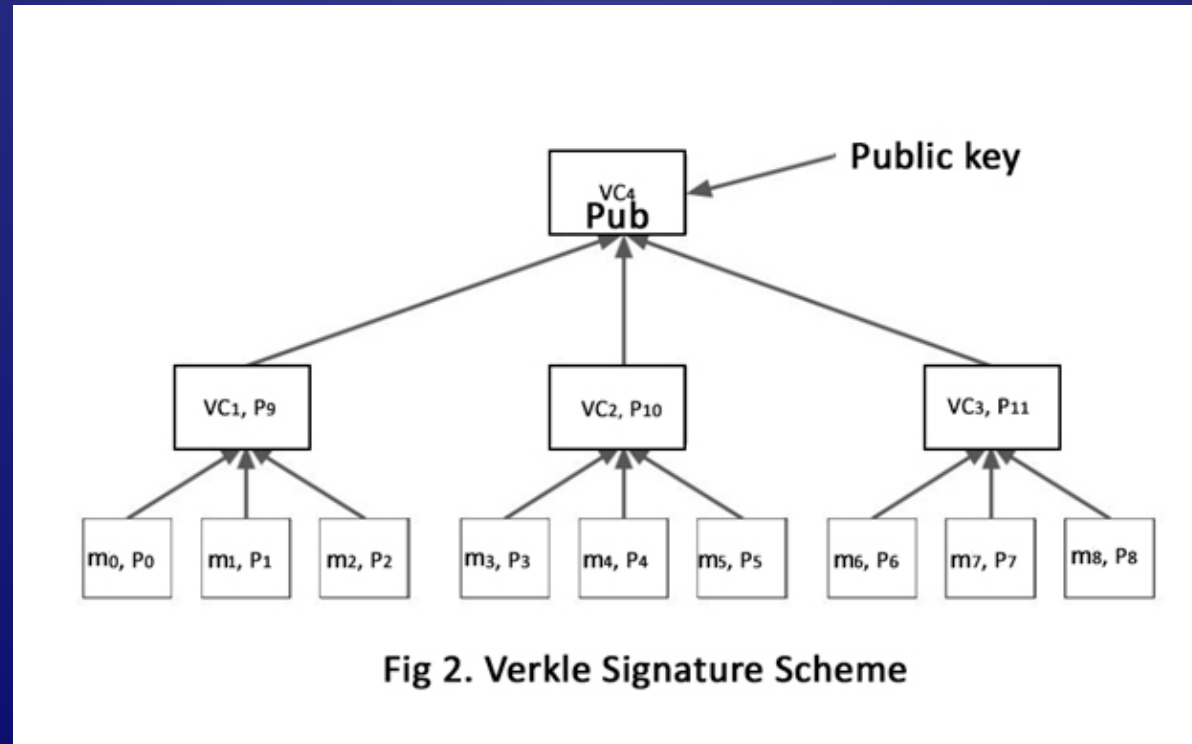 Public key
VC4
Pub
VC1, P9
VC2, P10
VC3, P11
m0, P0
m1, P1
m2, P2
m3, P3
m4, P4
m5, P5
m6, P6
m7, P7
m8, P8
Fig 2. Verkle Signature Scheme